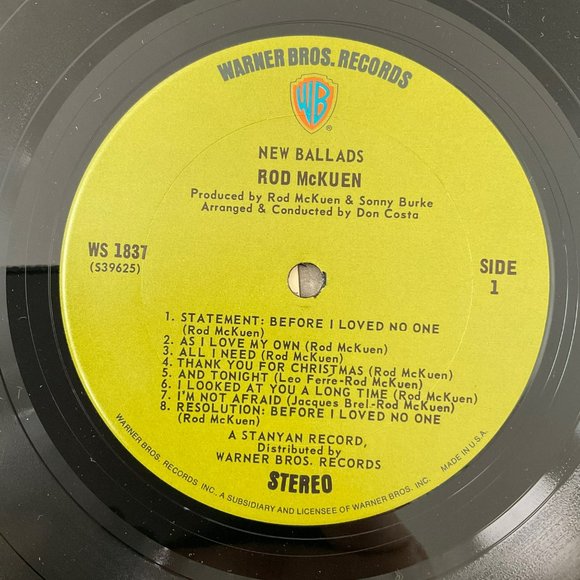 WARNER BROS. RECORDS
WB
®
NEW BALLADS
ROD McKUEN
Produced by Rod McKuen & Sonny Burke
Arranged & Conducted by Don Costa
WS 1837
(S39625)
SIDE
1
1. STATEMENT: BEFORE I LOVED NO ONE
(Rod McKuen)
2. AS I LOVE MY OWN (Rod McKuen)
3. ALL I NEED (Rod McKuen)
4. THANK YOU FOR CHRISTMAS (Rod McKuen)
5. AND TONIGHT (Leo Ferre-Rod McKuen)
6. I LOOKED AT YOU A LONG TIME (Rod McKuen)
7. I'M NOT AFRAID (Jacques Brel-Rod McKuen)
8. RESOLUTION: BEFORE I LOVED NO ONE
(Rod McKuen)
A STANYAN RECORD,
Distributed by
WARNER BROS. RECORDS
STEREO
WARNER BROS. RECORDS INC. A SUBSIDIARY AND LICENSEE OF WARNER BROS. INC. MADE IN U.S.A.